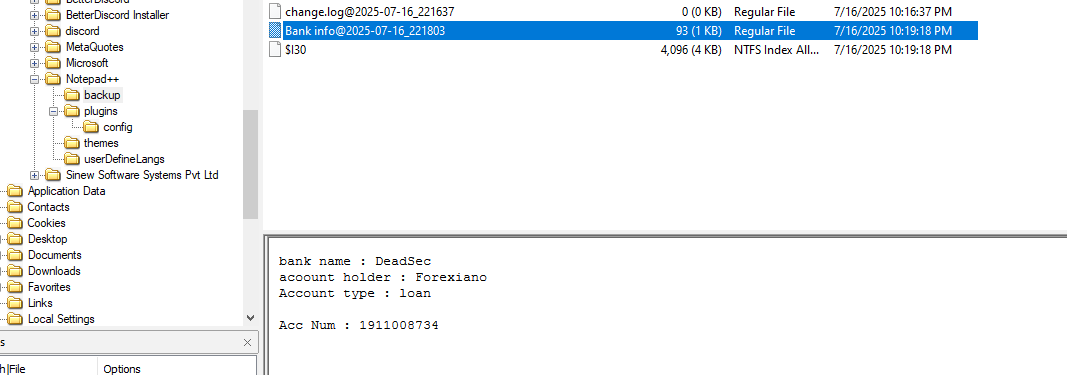 BetterDiscord
BetterDiscord Installer
discord
MetaQuotes
Microsoft
Notepad++
backup
plugins
config
themes
userDefineLangs
Sinew Software Systems Pvt Ltd
Application Data
Contacts
Cookies
Desktop
Documents
Downloads
Favorites
Links
Local Settings
s
h|File Options
change.log@2025-07-16_221637 0 (0 KB) Regular File 7/16/2025 10:16:37 PM
Bank info@2025-07-16_221803 93 (1 KB) Regular File 7/16/2025 10:19:18 PM
$I30 4,096 (4 KB) NTFS Index All... 7/16/2025 10:19:18 PM
bank name : DeadSec
acoount holder : Forexiano
Account type : loan
Acc Num : 1911008734